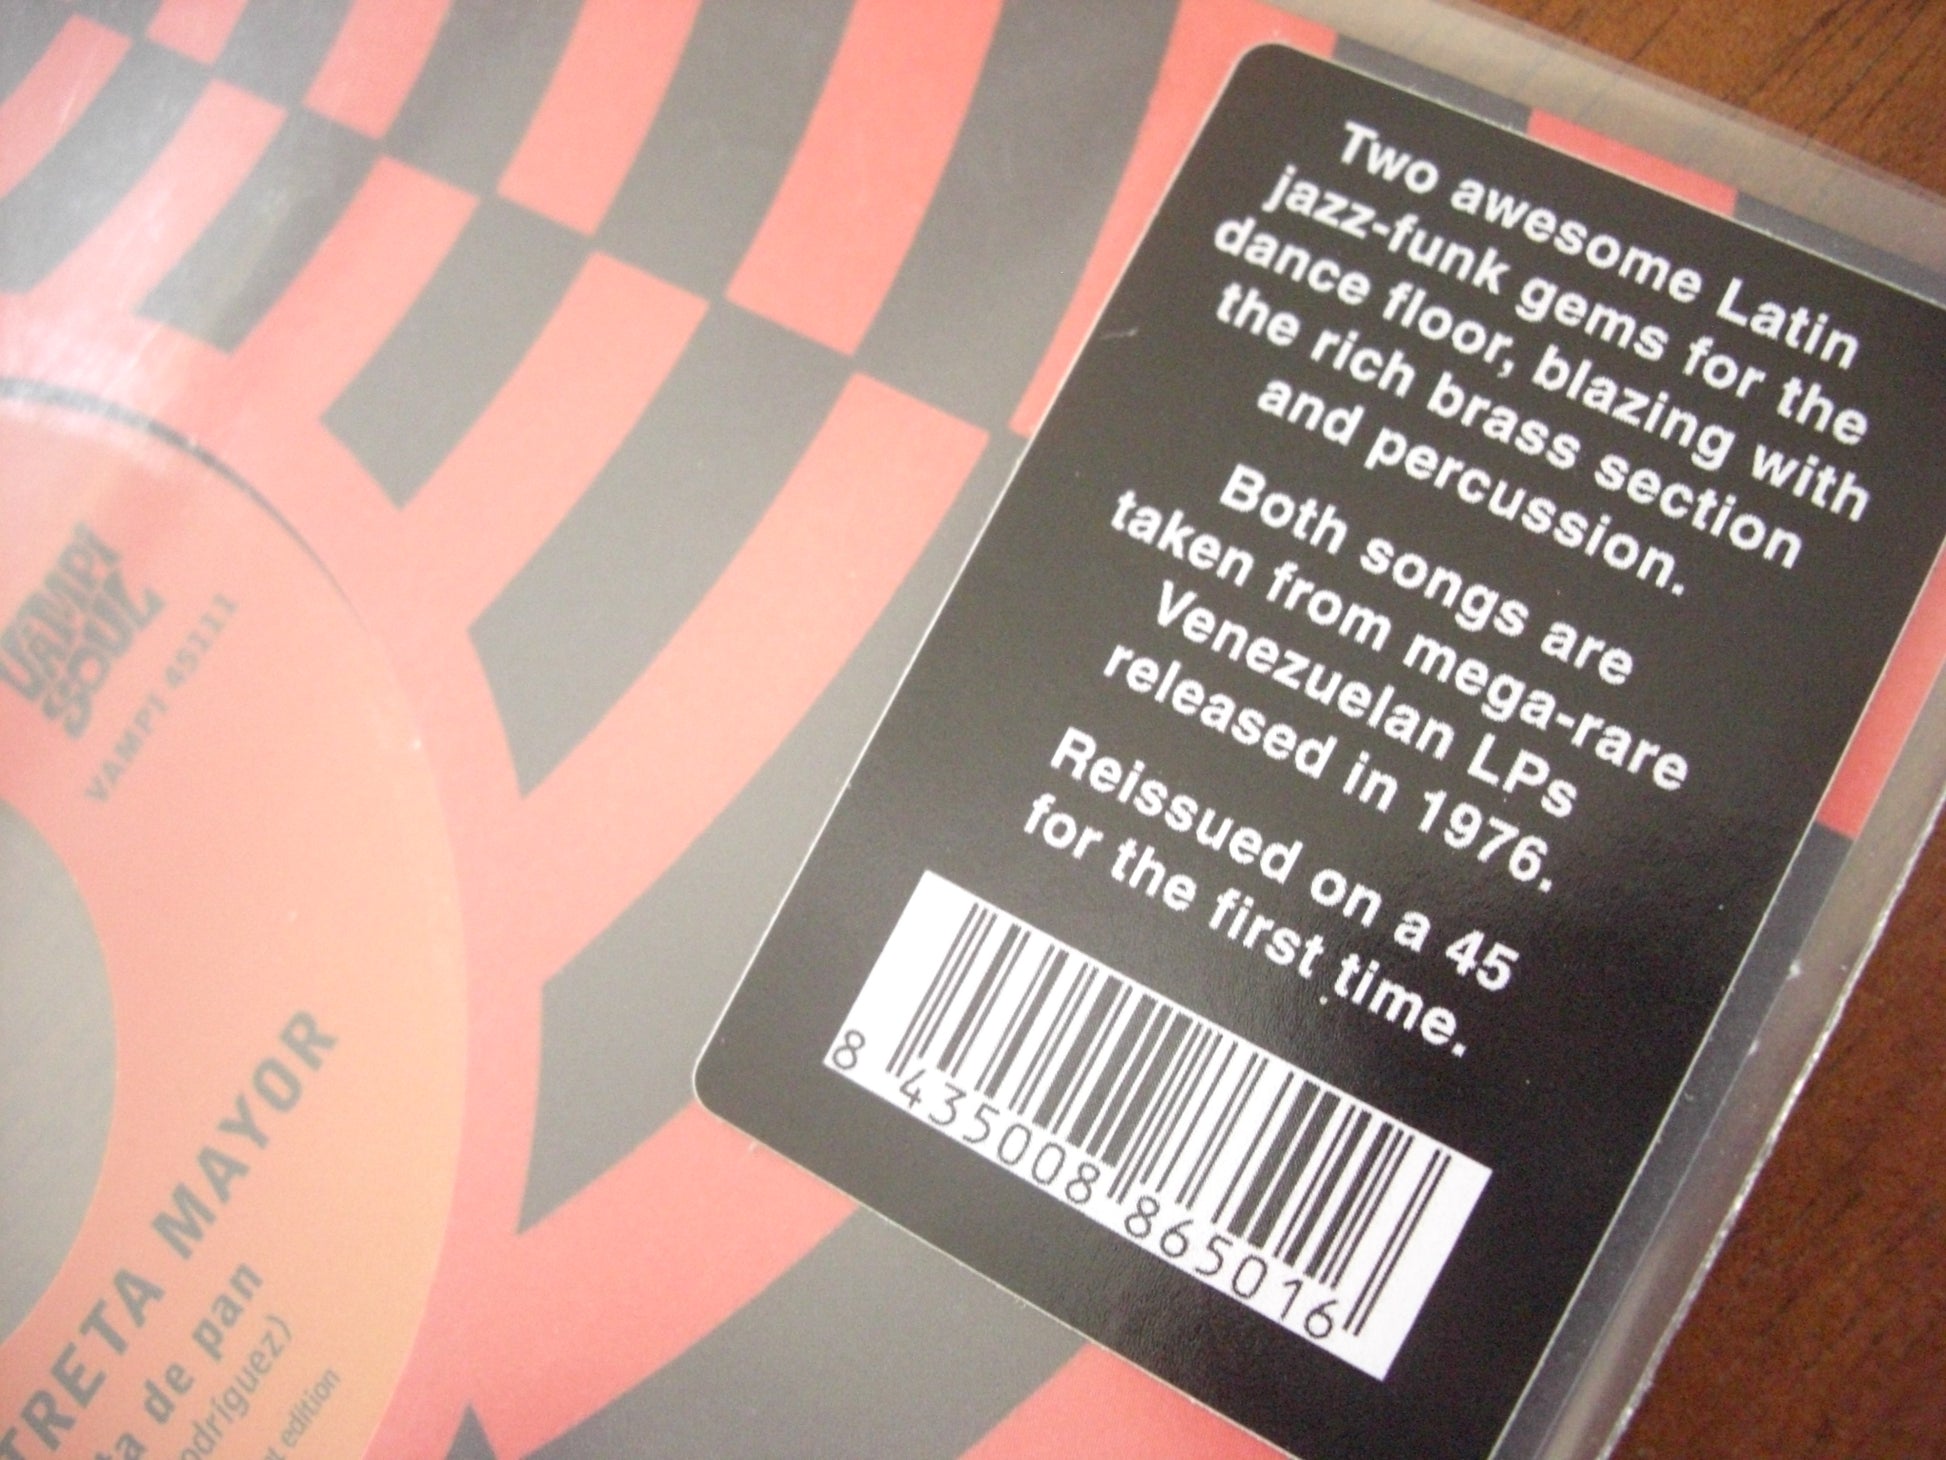 Two awesome Latin
jazz-funk gems for the
dance floor, blazing with
the rich brass section
and percussion.
Both songs are
taken from mega-rare
Venezuelan LPs
released in 1976.
Reissued on a 45
for the first time.
8 435008 865016
VAMPI
SOUL
VAMPI 45111
TRETA MAYOR
ta de pan
odríguez)
edition